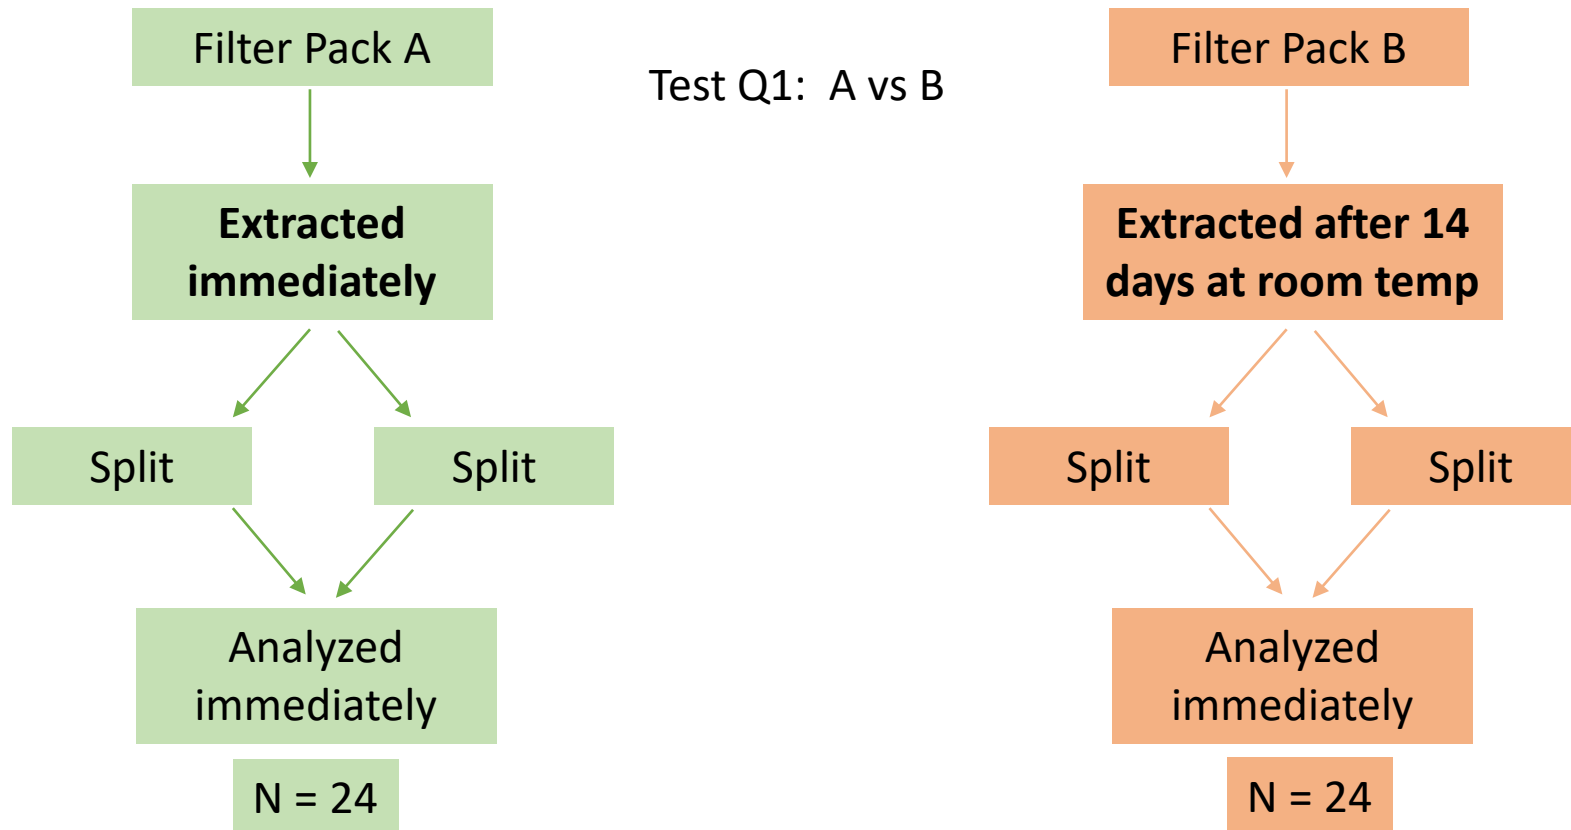 Filter Pack A
Test Q1: A vs B
Filter Pack B
Extracted
immediately
Extracted after 14
days at room temp
Split
Split
Split
Split
Analyzed
immediately
Analyzed
immediately
N = 24
N = 24